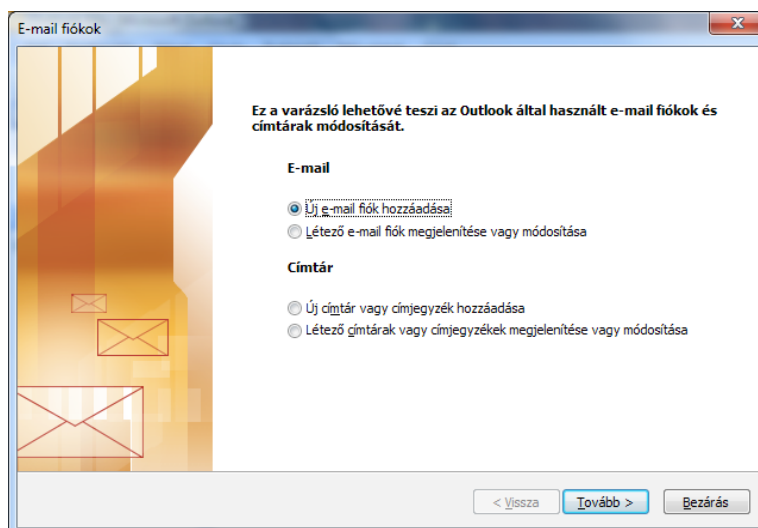 E-mail fiókok
Ez a varázsló lehetővé teszi az Outlook által használt e-mail fiókok és
címtárak módosítását.
E-mail
Új e-mail fiók hozzáadása
Létező e-mail fiók megjelenítése vagy módosítása
Címtár
Új címtár vagy címjegyzék hozzáadása
Létező címtárak vagy címjegyzékek megjelenítése vagy módosítása
< Vissza
Tovább >
Bezárás